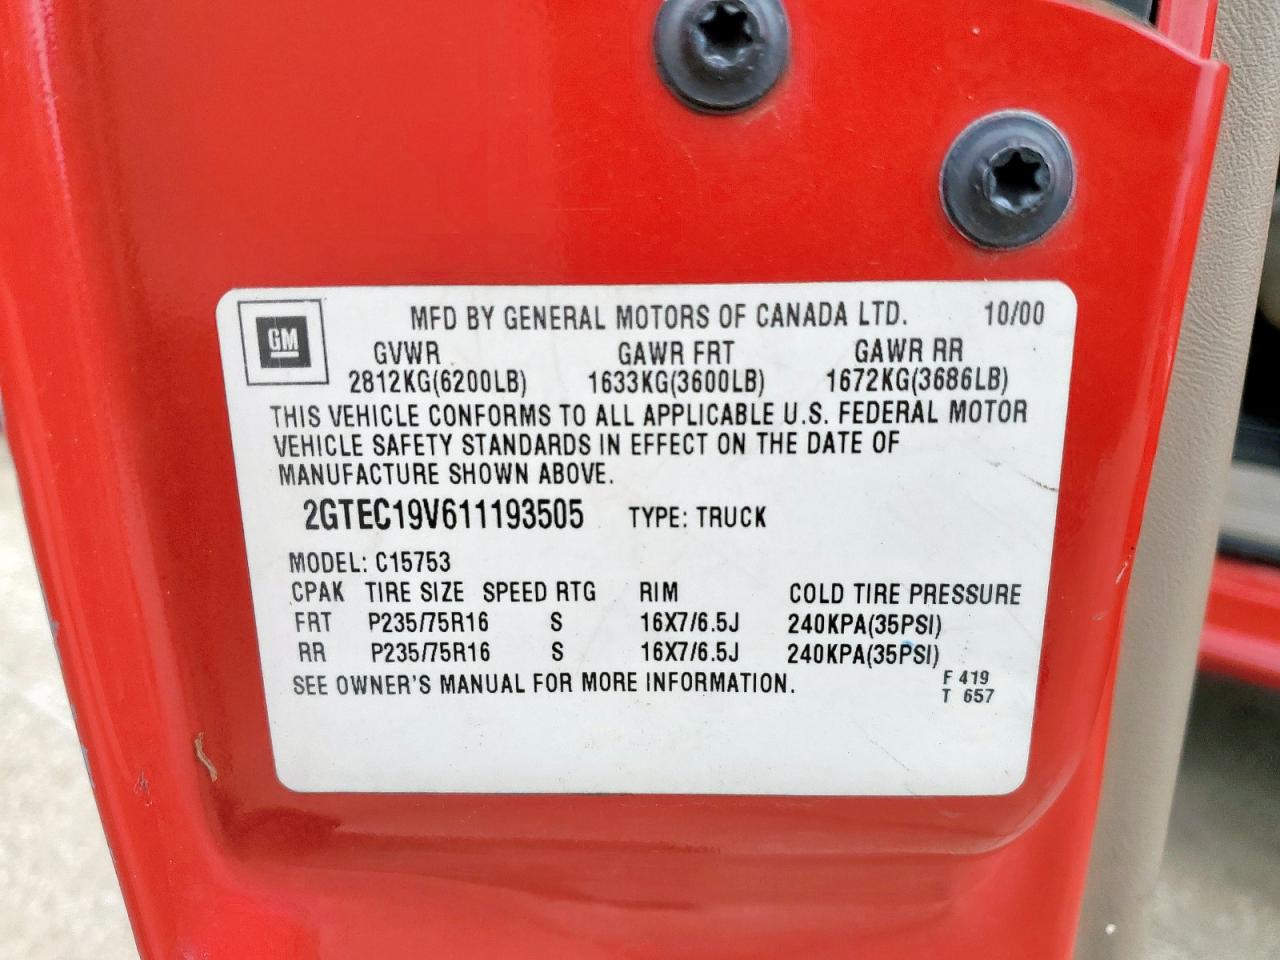 GM
MFD BY GENERAL MOTORS OF CANADA LTD. 10/00
GVWR GAWR FRT GAWR RR
2812KG(6200LB) 1633KG(3600LB) 1672KG(3686LB)
THIS VEHICLE CONFORMS TO ALL APPLICABLE U.S. FEDERAL MOTOR
VEHICLE SAFETY STANDARDS IN EFFECT ON THE DATE OF
MANUFACTURE SHOWN ABOVE.
2GTEC19V611193505 TYPE: TRUCK
MODEL: C15753
CPAK TIRE SIZE SPEED RTG RIM COLD TIRE PRESSURE
FRT P235/75R16 S 16X7/6.5J 240KPA(35PSI)
RR P235/75R16 S 16X7/6.5J 240KPA(35PSI)
SEE OWNER'S MANUAL FOR MORE INFORMATION. F 419
T 657